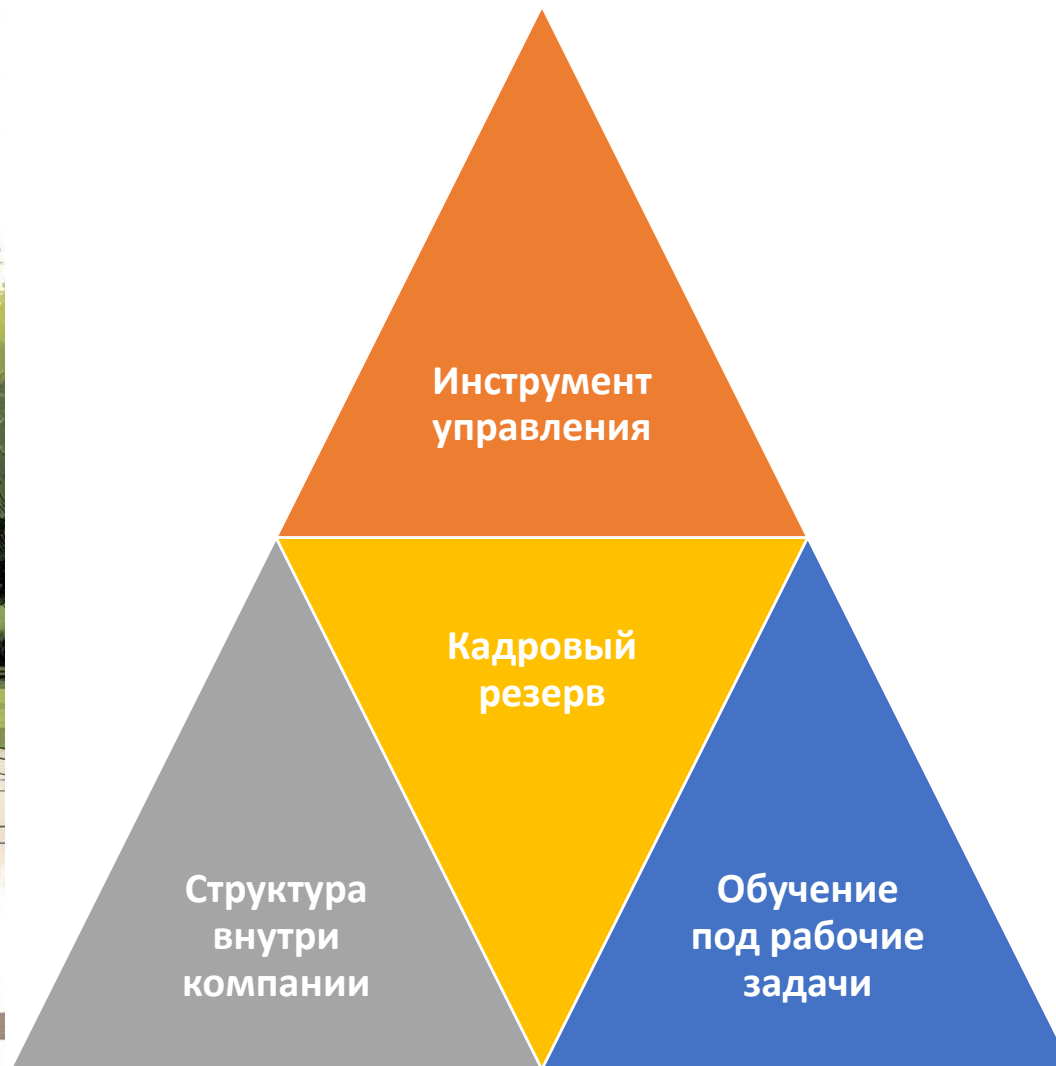 Инструмент
управления
Кадровый
резерв
Структура
внутри
компании
Обучение
под рабочие
задачи